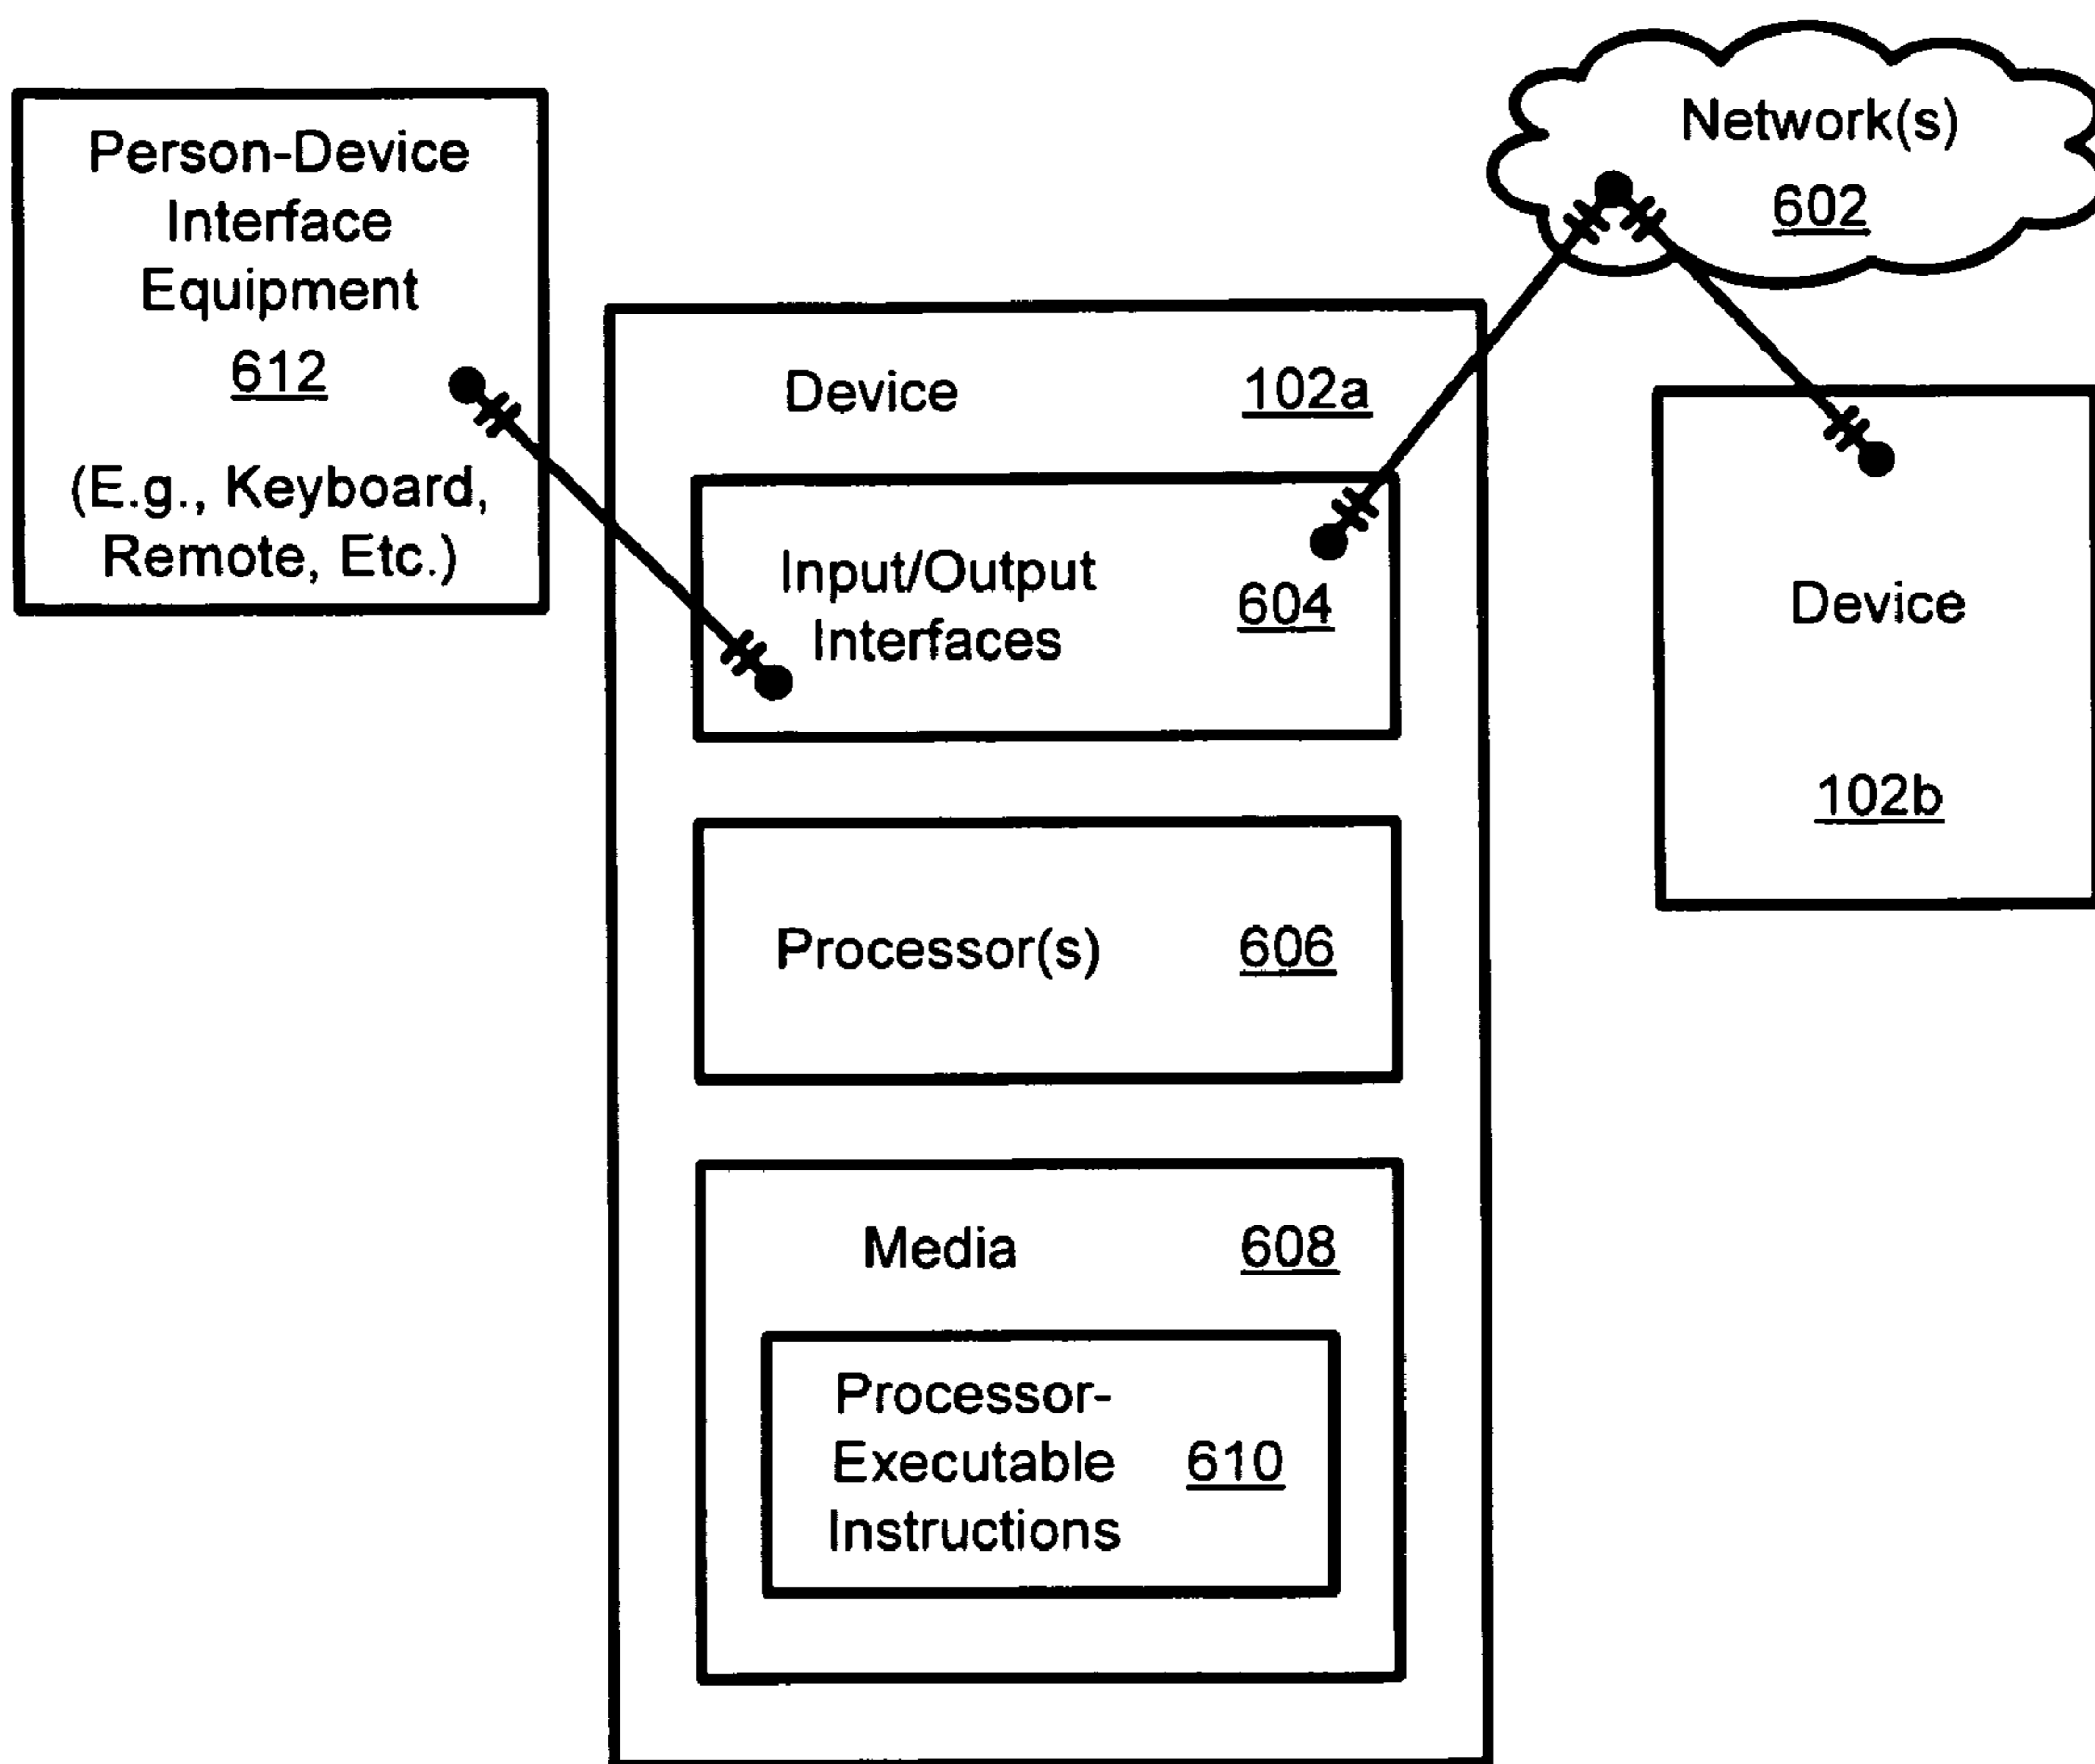 Person-Device
Interface
Equipment
612
(E.g., Keyboard,
Remote, Etc.)
Network(s)
602
Device 102a
Input/Output
Interfaces
604
Processor(s) 606
Media 608
Processor-
Executable
Instructions
610
Device
102b